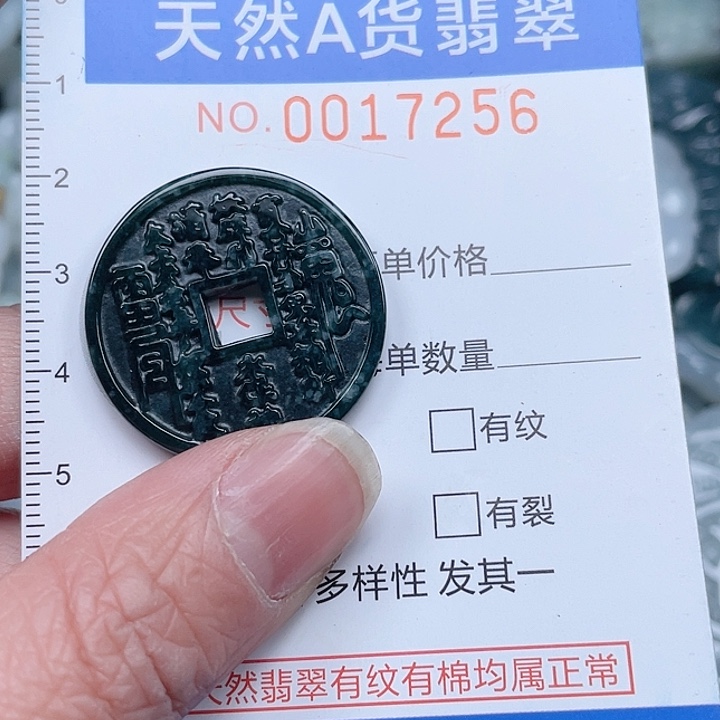 天然A货翡翠
NO.0017256
1
2
单价格
3
尺寸
单数量
4
有纹
5
有裂
多样性 发其一
天然翡翠有纹有棉均属正常